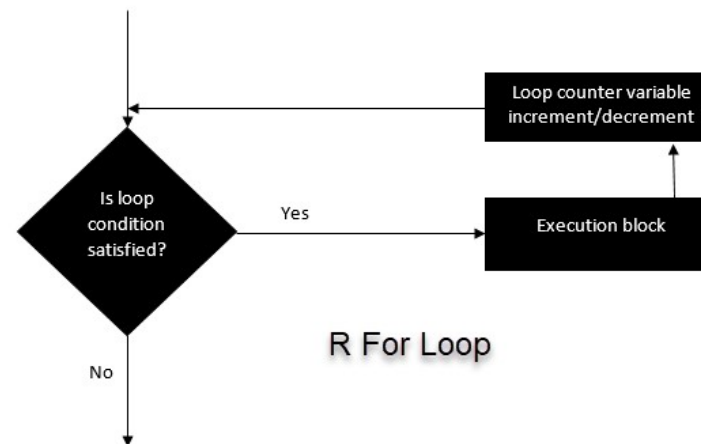 Loop counter variable
increment/decrement
Is loop
condition
satisfied?
Yes
Execution block
R For Loop
No